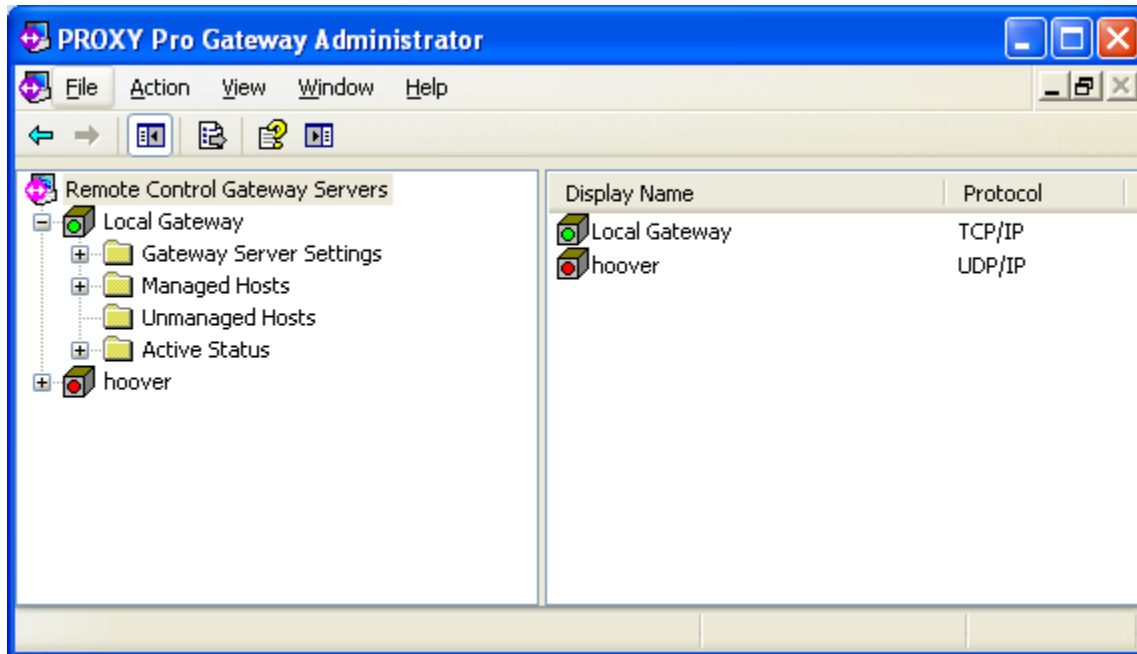 PROXY Pro Gateway Administrator
File Action View Window Help
Remote Control Gateway Servers
Local Gateway
Gateway Server Settings
Managed Hosts
Unmanaged Hosts
Active Status
hoover
Display Name Protocol
Local Gateway TCP/IP
hoover UDP/IP